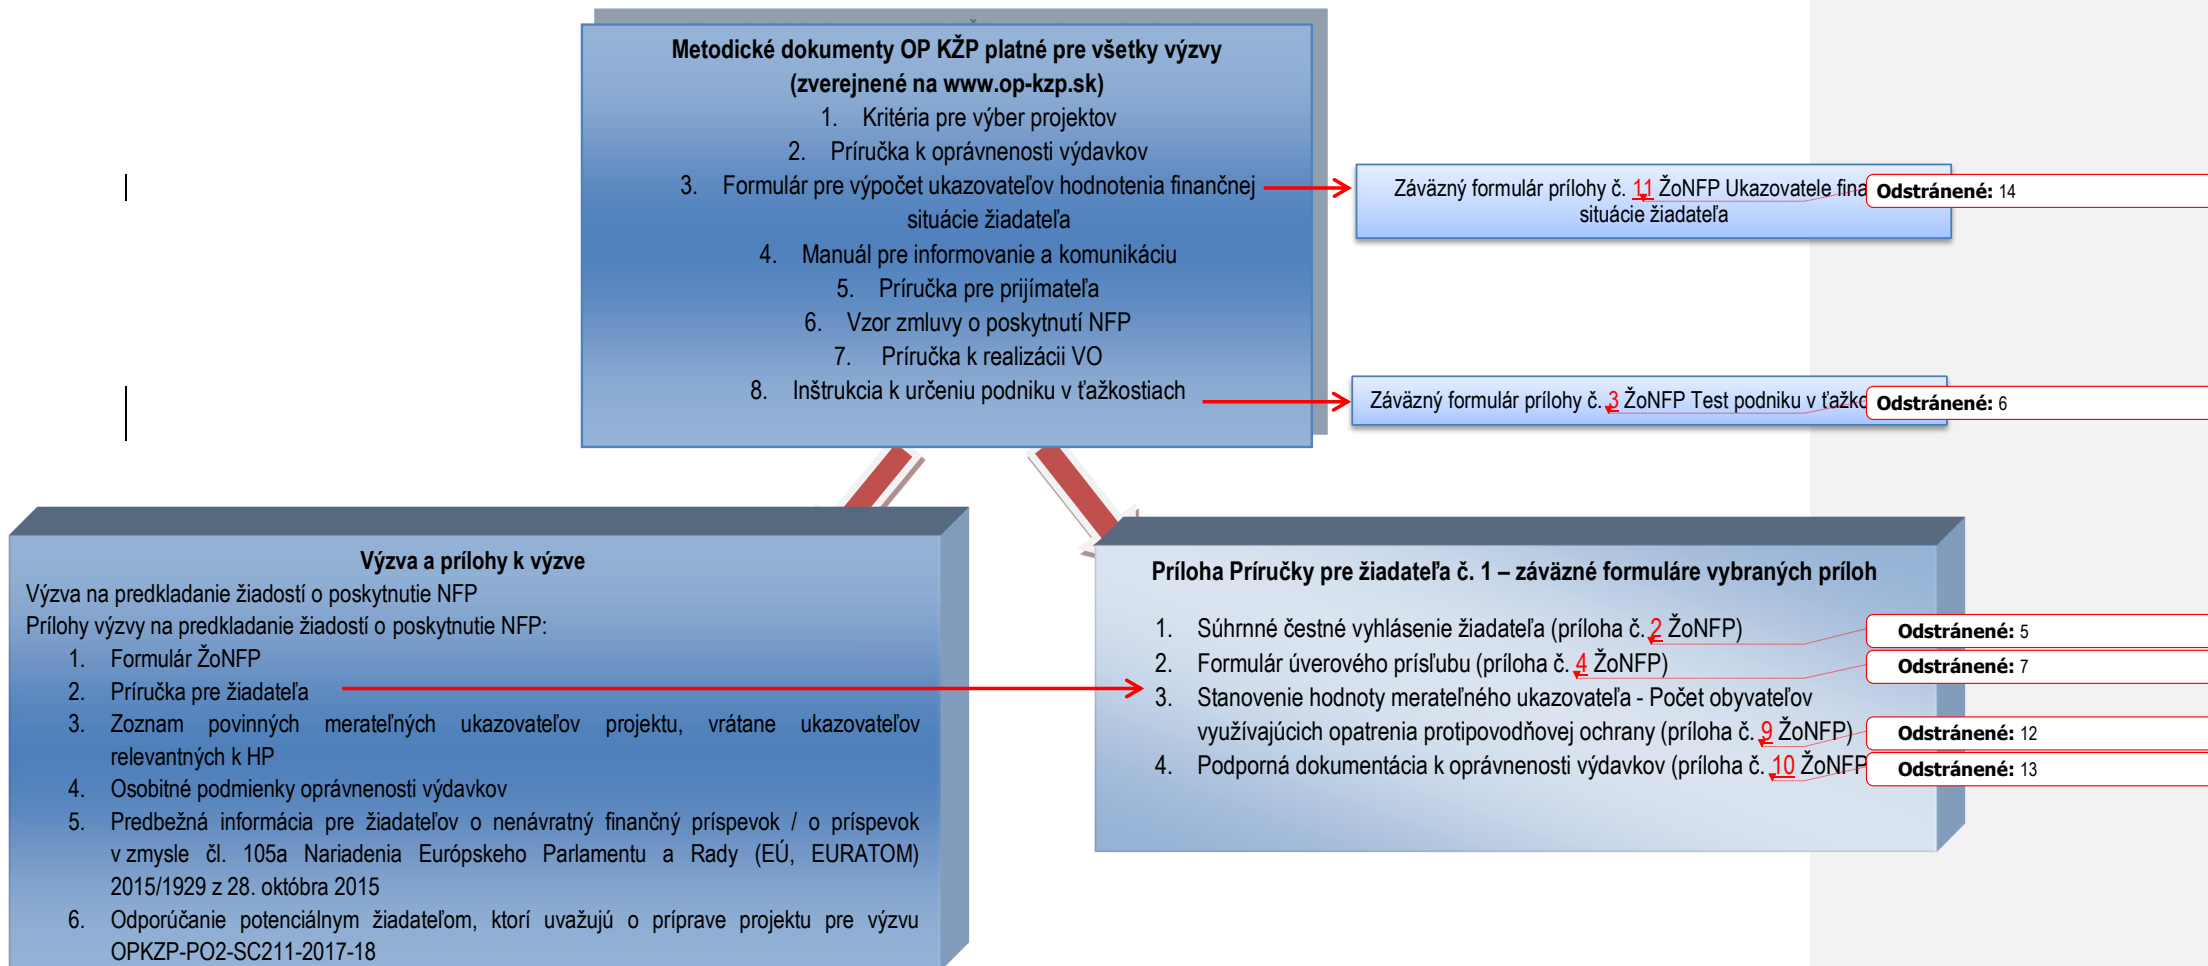 Metodické dokumenty OP KŽP platné pre všetky výzvy
(zverejnené na www.op-kzp.sk)
1. Kritéria pre výber projektov
2. Príručka k oprávnenosti výdavkov
3. Formulár pre výpočet ukazovateľov hodnotenia finančnej
situácie žiadateľa
4. Manuál pre informovanie a komunikáciu
5. Príručka pre prijímateľa
6. Vzor zmluvy o poskytnutí NFP
7. Príručka k realizácii VO
8. Inštrukcia k určeniu podniku v ťažkostiach
Záväzný formulár prílohy č. 11 ŽoNFP Ukazovatele fina
situácie žiadateľa
Odstránené: 14
Záväzný formulár prílohy č. 3 ŽoNFP Test podniku v ťažko
Odstránené: 6
Výzva a prílohy k výzve
Výzva na predkladanie žiadostí o poskytnutie NFP
Prílohy výzvy na predkladanie žiadostí o poskytnutie NFP:
1. Formulár ŽoNFP
2. Príručka pre žiadateľa
3. Zoznam povinných merateľných ukazovateľov projektu, vrátane ukazovateľov
relevantných k HP
4. Osobitné podmienky oprávnenosti výdavkov
5. Predbežná informácia pre žiadateľov o nenávratný finančný príspevok / o príspevok
v zmysle čl. 105a Nariadenia Európskeho Parlamentu a Rady (EÚ, EURATOM)
2015/1929 z 28. októbra 2015
6. Odporúčanie potenciálnym žiadateľom, ktorí uvažujú o príprave projektu pre výzvu
OPKZP-PO2-SC211-2017-18
Príloha Príručky pre žiadateľa č. 1 – záväzné formuláre vybraných príloh
1. Súhrnné čestné vyhlásenie žiadateľa (príloha č. 2 ŽoNFP)
2. Formulár úverového prísľubu (príloha č. 4 ŽoNFP)
3. Stanovenie hodnoty merateľného ukazovateľa - Počet obyvateľov
využívajúcich opatrenia protipovodňovej ochrany (príloha č. 9 ŽoNFP)
4. Podporná dokumentácia k oprávnenosti výdavkov (príloha č. 10 ŽoNFP
Odstránené: 5
Odstránené: 7
Odstránené: 12
Odstránené: 13